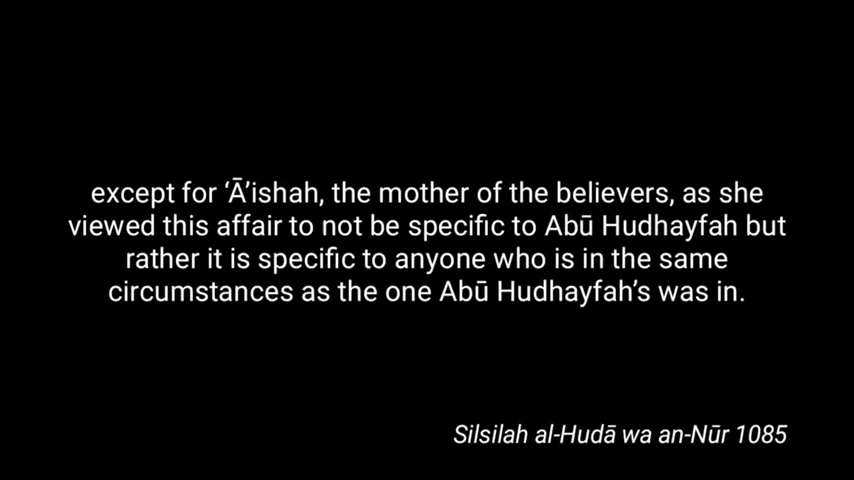 except for ‘Ā’ishah, the mother of the believers, as she
viewed this affair to not be specific to Abū Hudhayfah but
rather it is specific to anyone who is in the same
circumstances as the one Abū Hudhayfah’s was in.
Silsilah al-Hudā wa an-Nūr 1085